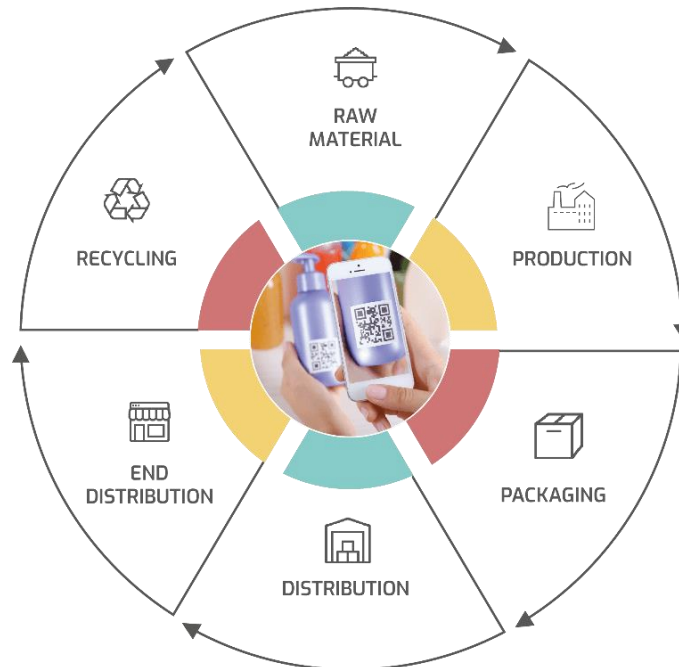 RAW
MATERIAL
PRODUCTION
PACKAGING
DISTRIBUTION
END
DISTRIBUTION
RECYCLING